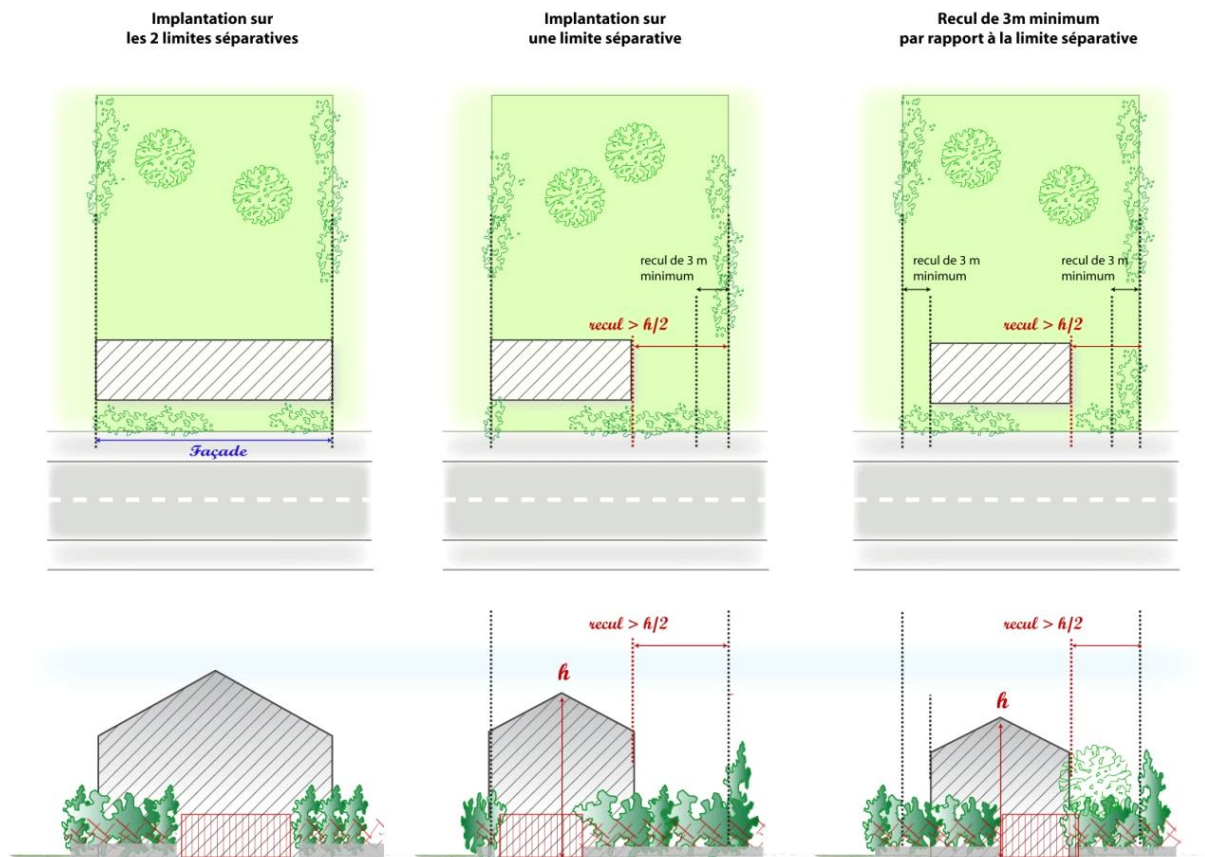 Implantation sur
les 2 limites séparatives
Implantation sur
une limite séparative
Recul de 3m minimum
par rapport à la limite séparative
recul de 3 m
minimum
recul de 3 m
minimum
recul de 3 m
minimum
recul > h/2
recul > h/2
Façade
recul > h/2
recul > h/2
h
h